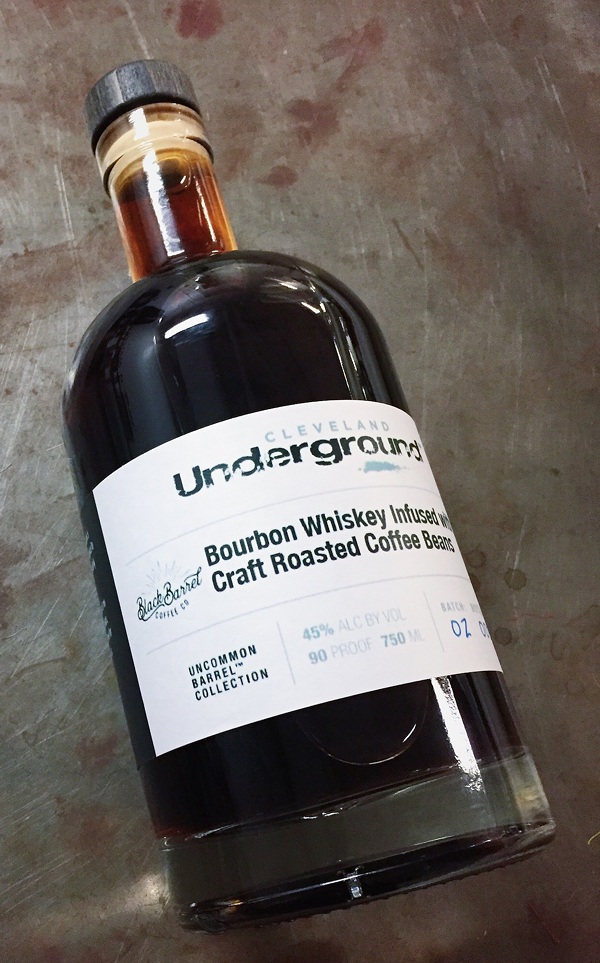 CLEVELAND
Underground
Bourbon Whiskey Infused
Craft Roasted Coffee Beans
Black Barrel
COFFEE CO
UNCOMMON
BARREL™
COLLECTION
45% ALC BY VOL
90 PROOF 750 ML
BATCH:
02